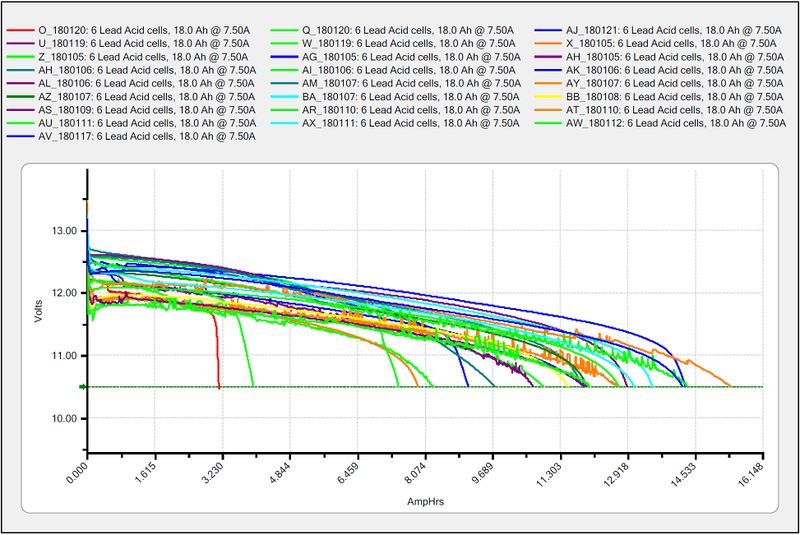 O_180120: 6 Lead Acid cells, 18.0 Ah @ 7.50A Q_180120: 6 Lead Acid cells, 18.0 Ah @ 7.50A AJ_180121: 6 Lead Acid cells, 18.0 Ah @ 7.50A
U_180119: 6 Lead Acid cells, 18.0 Ah @ 7.50A W_180119: 6 Lead Acid cells, 18.0 Ah @ 7.50A X_180105: 6 Lead Acid cells, 18.0 Ah @ 7.50A
Z_180105: 6 Lead Acid cells, 18.0 Ah @ 7.50A AG_180105: 6 Lead Acid cells, 18.0 Ah @ 7.50A AH_180105: 6 Lead Acid cells, 18.0 Ah @ 7.50A
AH_180106: 6 Lead Acid cells, 18.0 Ah @ 7.50A AI_180106: 6 Lead Acid cells, 18.0 Ah @ 7.50A AK_180106: 6 Lead Acid cells, 18.0 Ah @ 7.50A
AL_180106: 6 Lead Acid cells, 18.0 Ah @ 7.50A AM_180107: 6 Lead Acid cells, 18.0 Ah @ 7.50A AY_180107: 6 Lead Acid cells, 18.0 Ah @ 7.50A
AZ_180107: 6 Lead Acid cells, 18.0 Ah @ 7.50A BA_180107: 6 Lead Acid cells, 18.0 Ah @ 7.50A BB_180108: 6 Lead Acid cells, 18.0 Ah @ 7.50A
AS_180109: 6 Lead Acid cells, 18.0 Ah @ 7.50A AR_180110: 6 Lead Acid cells, 18.0 Ah @ 7.50A AT_180110: 6 Lead Acid cells, 18.0 Ah @ 7.50A
AU_180111: 6 Lead Acid cells, 18.0 Ah @ 7.50A AX_180111: 6 Lead Acid cells, 18.0 Ah @ 7.50A AW_180112: 6 Lead Acid cells, 18.0 Ah @ 7.50A
AV_180117: 6 Lead Acid cells, 18.0 Ah @ 7.50A
13.00
12.00
Volts
11.00
10.00
0.000 1.615 3.230 4.844 6.459 8.074 9.689 11.303 12.918 14.533 16.148
AmpHrs